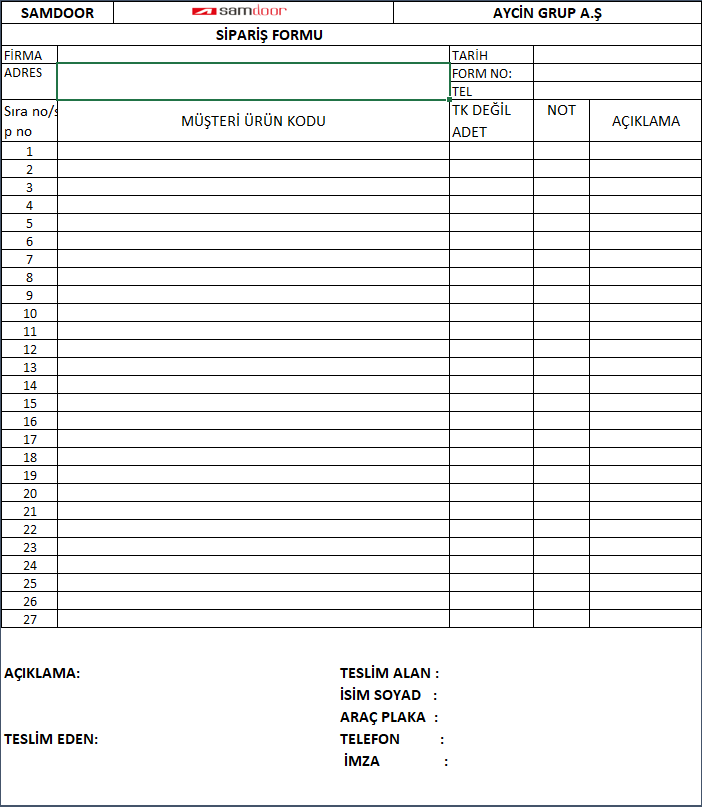 SAMDOOR samdoor AYCİN GRUP A.Ş
SİPARİŞ FORMU
FİRMA TARİH
ADRES FORM NO:
TEL
Sıra no/s MÜŞTERİ ÜRÜN KODU TK DEĞİL NOT AÇIKLAMA
p no ADET
1
2
3
4
5
6
7
8
9
10
11
12
13
14
15
16
17
18
19
20
21
22
23
24
25
26
27
AÇIKLAMA: TESLİM ALAN :
İSİM SOYAD :
ARAÇ PLAKA :
TESLİM EDEN: TELEFON :
İMZA :